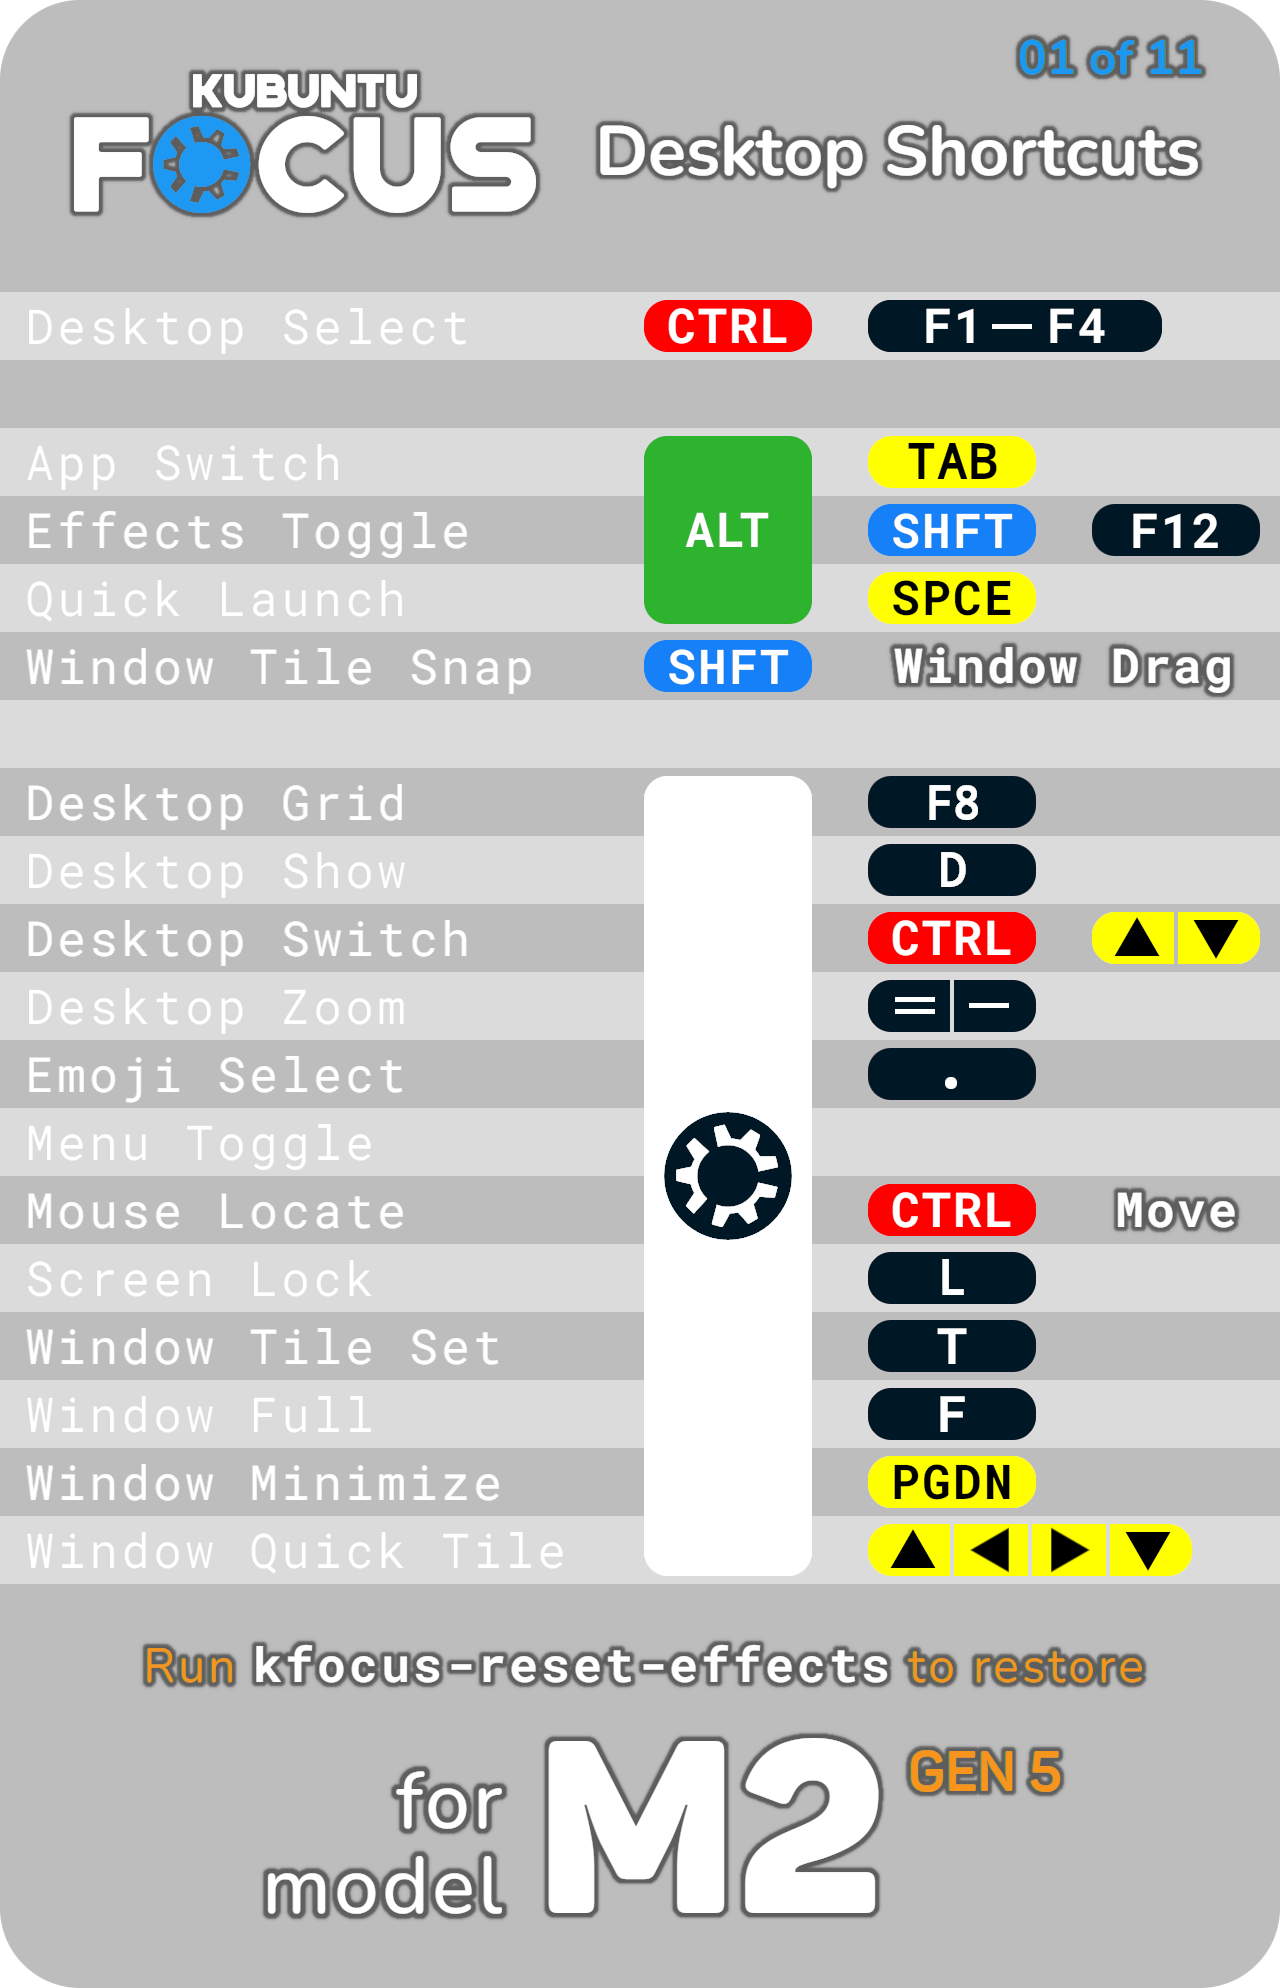 01 of 11
KUBUNTU
FOCUS
Desktop Shortcuts
Desktop Select CTRL F1 — F4
App Switch TAB
Effects Toggle ALT SHFT F12
Quick Launch SPCE
Window Tile Snap SHFT Window Drag
Desktop Grid F8
Desktop Show D
Desktop Switch CTRL ▲ ▼
Desktop Zoom = —
Emoji Select .
Menu Toggle
Mouse Locate CTRL Move
Screen Lock L
Window Tile Set T
Window Full F
Window Minimize PGDN
Window Quick Tile ▲ ◀ ▶ ▼
Run kfocus-reset-effects to restore
for model M2 GEN 5